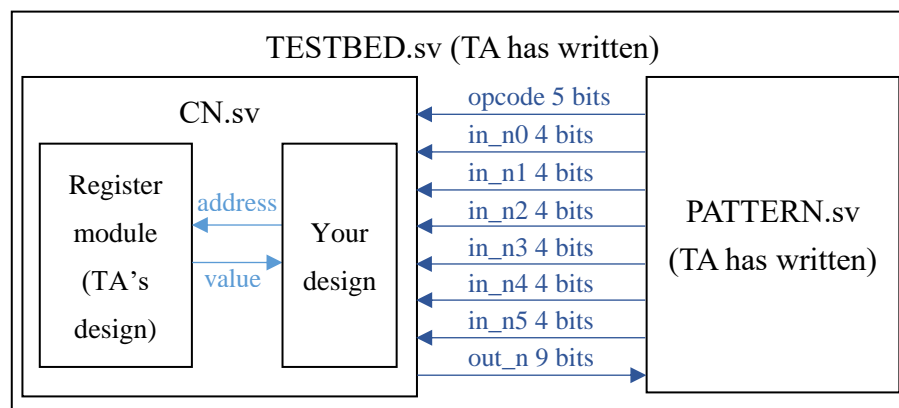 TESTBED.sv (TA has written)
CN.sv
Register
module
(TA’s
design)
address
value
Your
design
opcode 5 bits
in_n0 4 bits
in_n1 4 bits
in_n2 4 bits
in_n3 4 bits
in_n4 4 bits
in_n5 4 bits
out_n 9 bits
PATTERN.sv
(TA has written)